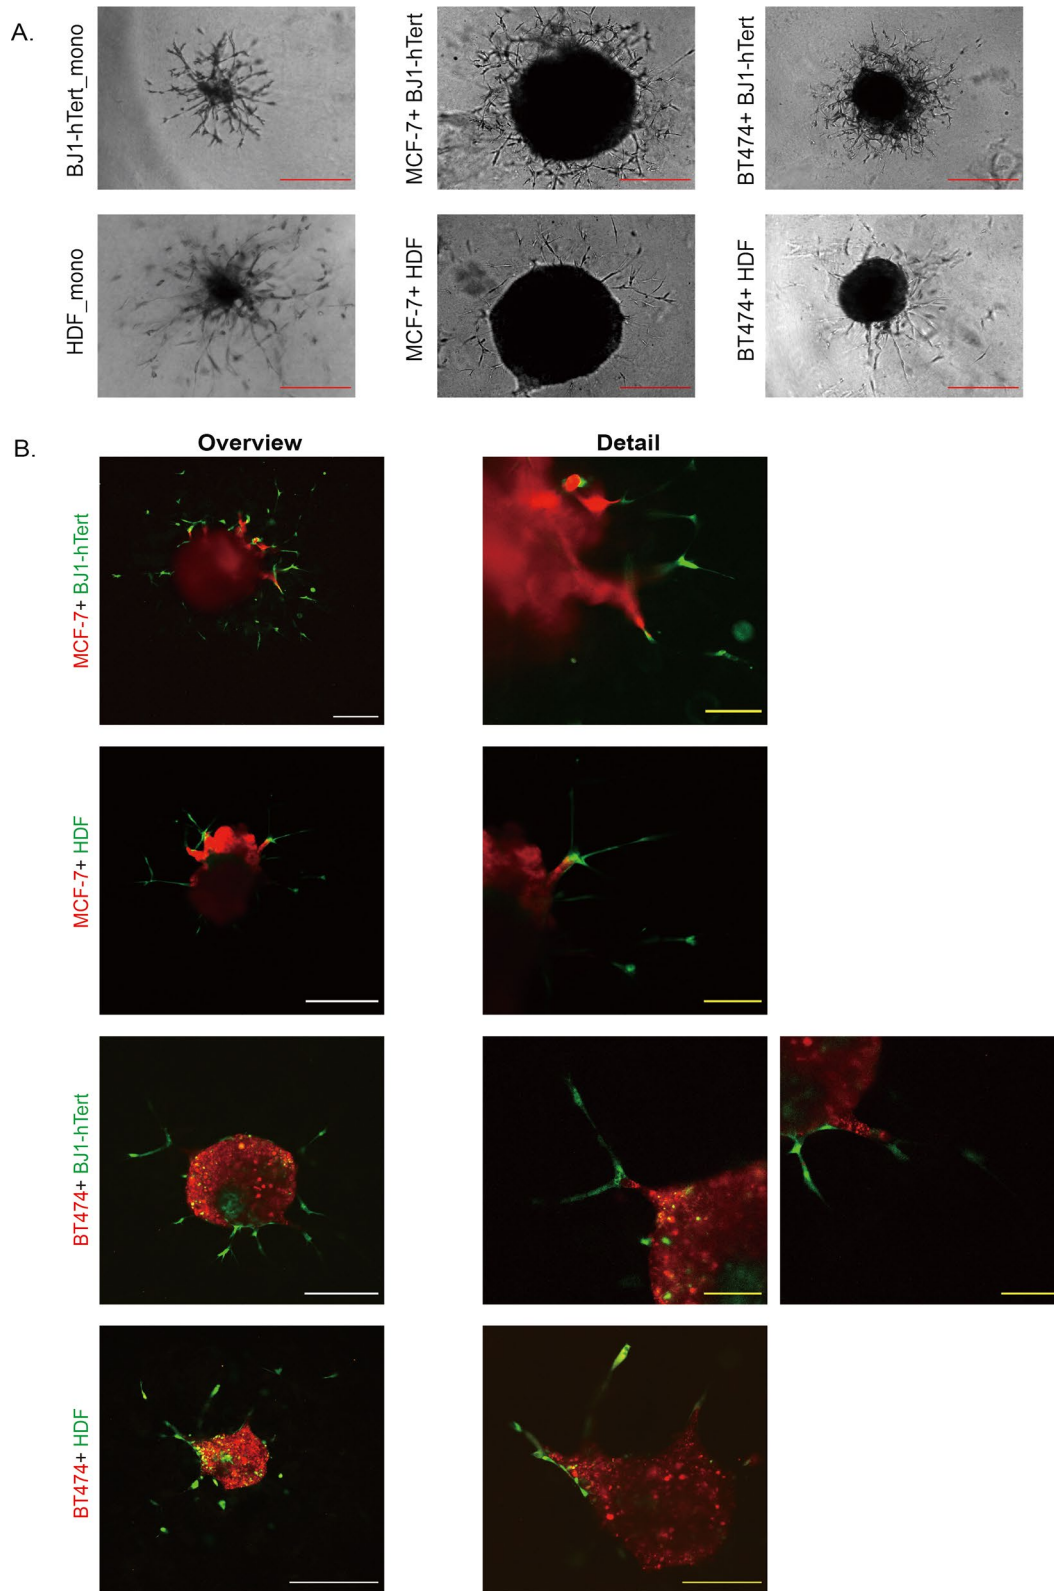 A.
BJ1-hTert_mono
MCF-7+ BJ1-hTert
BT474+ BJ1-hTert
HDF_mono
MCF-7+ HDF
BT474+ HDF
B.
Overview
Detail
MCF-7+ BJ1-hTert
MCF-7+ HDF
BT474+ BJ1-hTert
BT474+ HDF